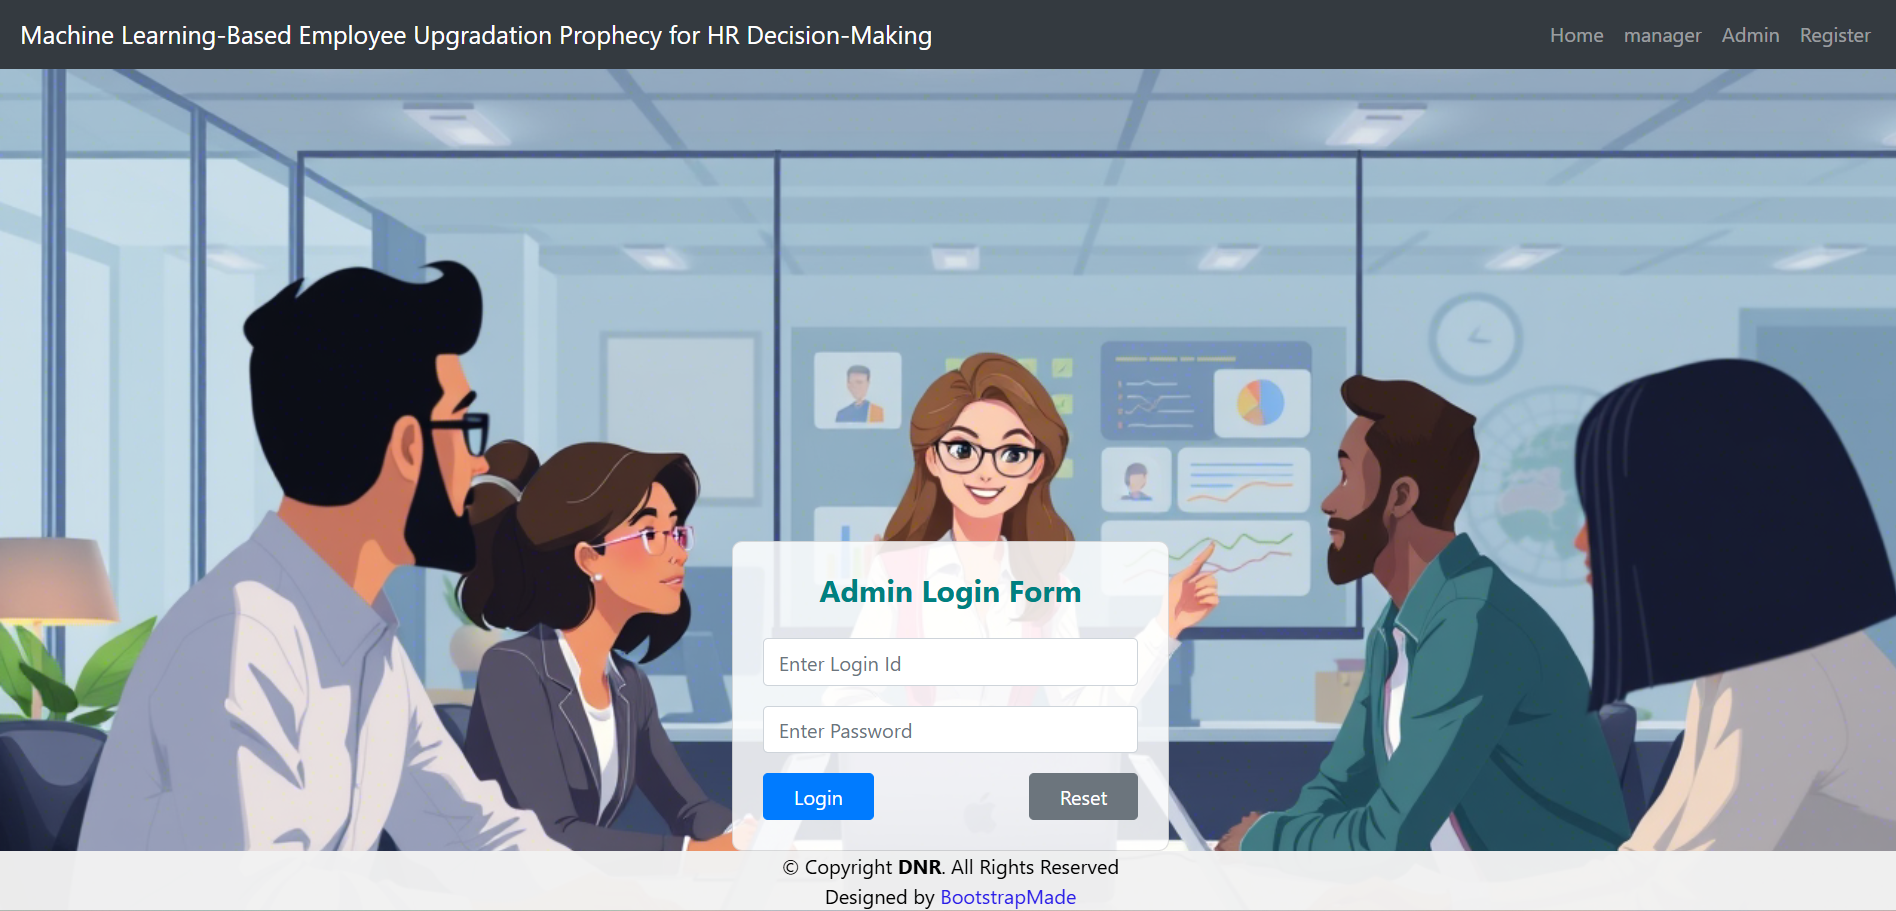 Machine Learning-Based Employee Upgradation Prophecy for HR Decision-Making
Home manager Admin Register
Admin Login Form
Enter Login Id
Enter Password
Login Reset
© Copyright DNR. All Rights Reserved
Designed by BootstrapMade